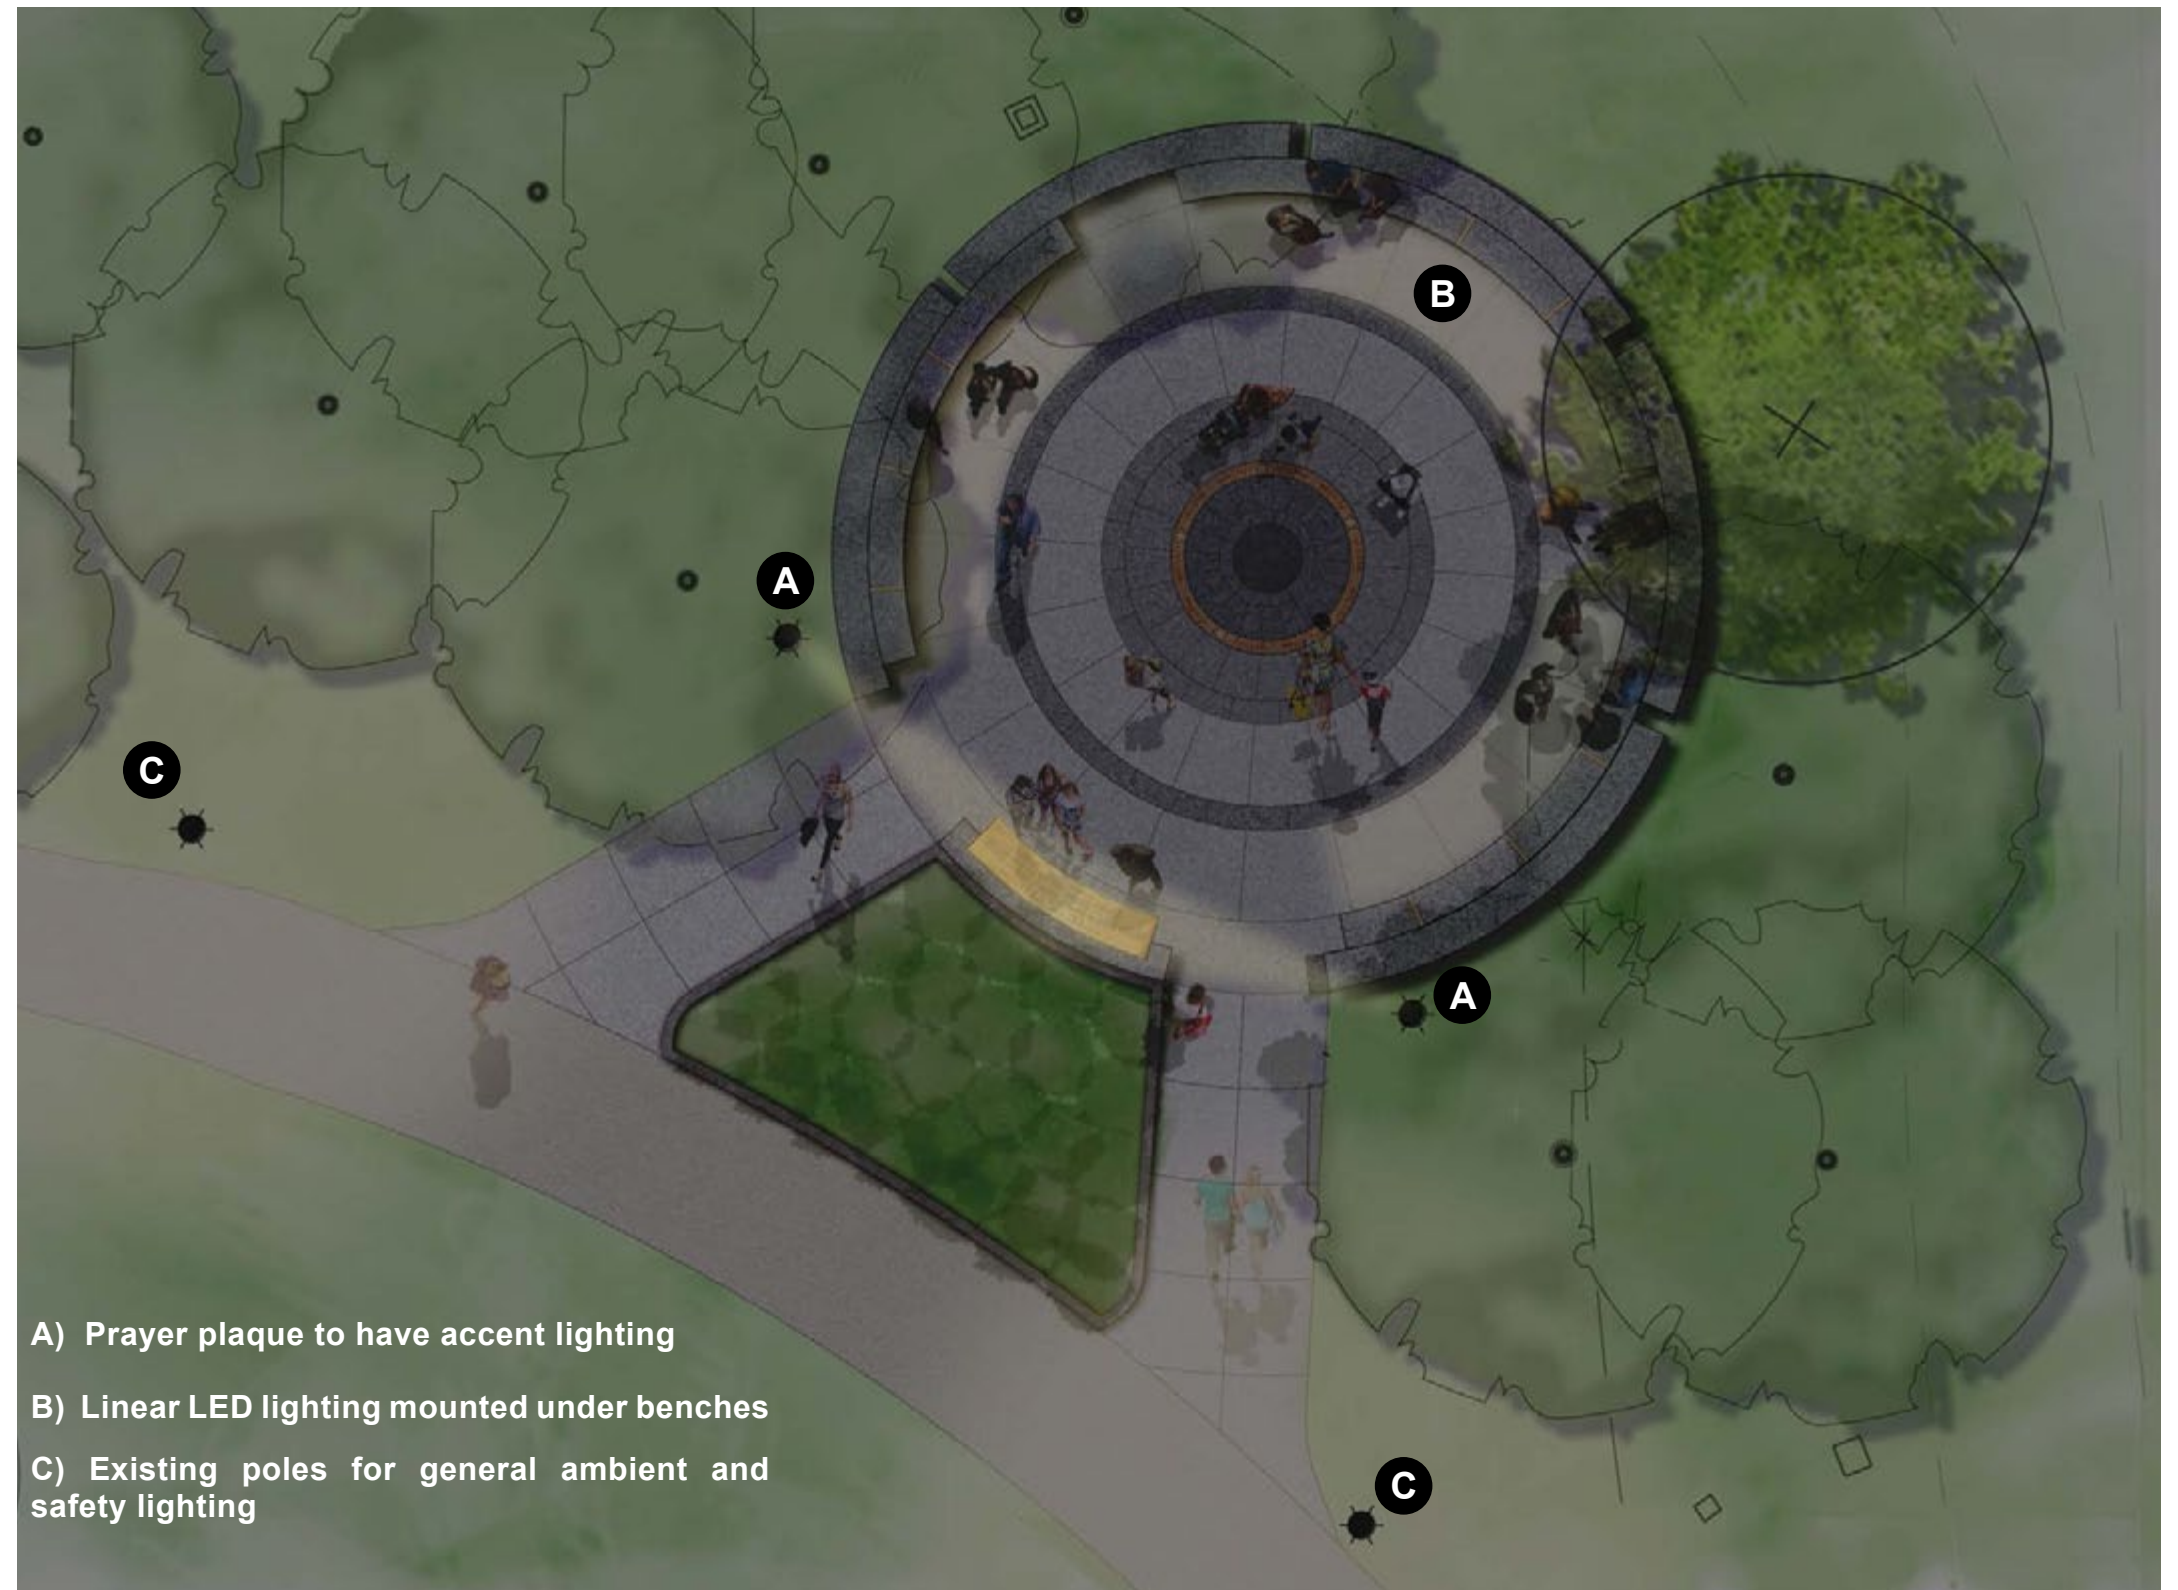 B
A
C
A
A) Prayer plaque to have accent lighting
B) Linear LED lighting mounted under benches
C) Existing poles for general ambient and
safety lighting
C